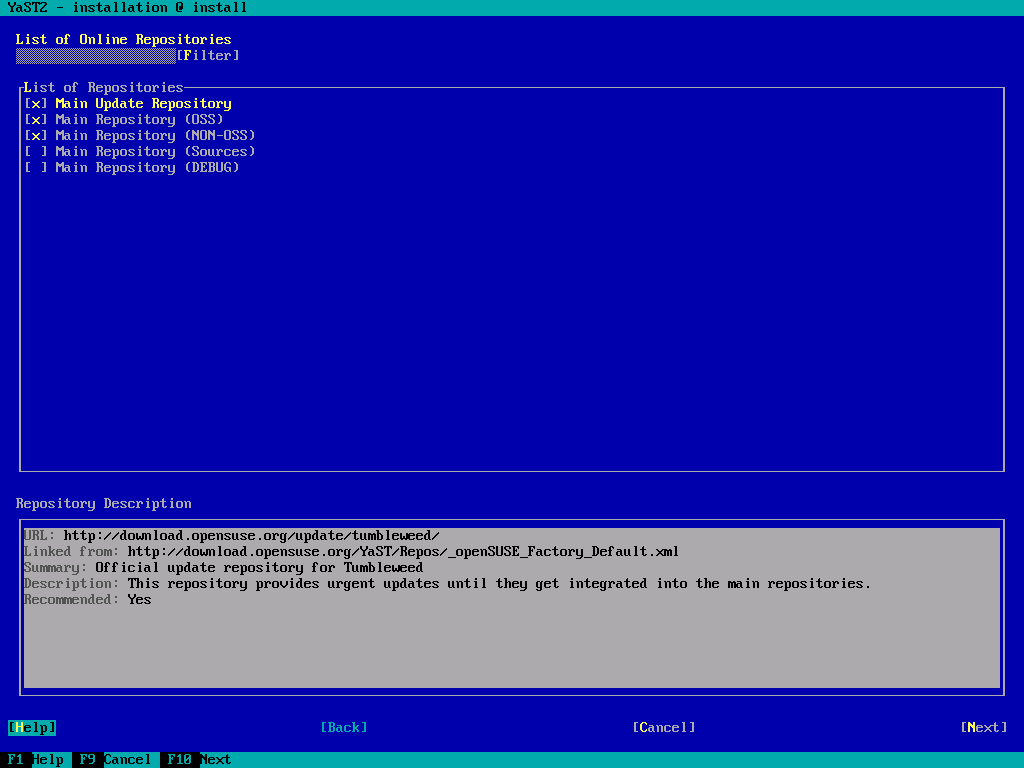 YaST2 - installation @ install
List of Online Repositories
[Filter]
List of Repositories
[x] Main Update Repository
[x] Main Repository (OSS)
[x] Main Repository (NON-OSS)
[ ] Main Repository (Sources)
[ ] Main Repository (DEBUG)
Repository Description
URL: http://download.opensuse.org/update/tumbleweed/
Linked from: http://download.opensuse.org/YaST/Repos/_openSUSE_Factory_Default.xml
Summary: Official update repository for Tumbleweed
Description: This repository provides urgent updates until they get integrated into the main repositories.
Recommended: Yes
[Help] [Back] [Cancel] [Next]
F1 Help F9 Cancel F10 Next